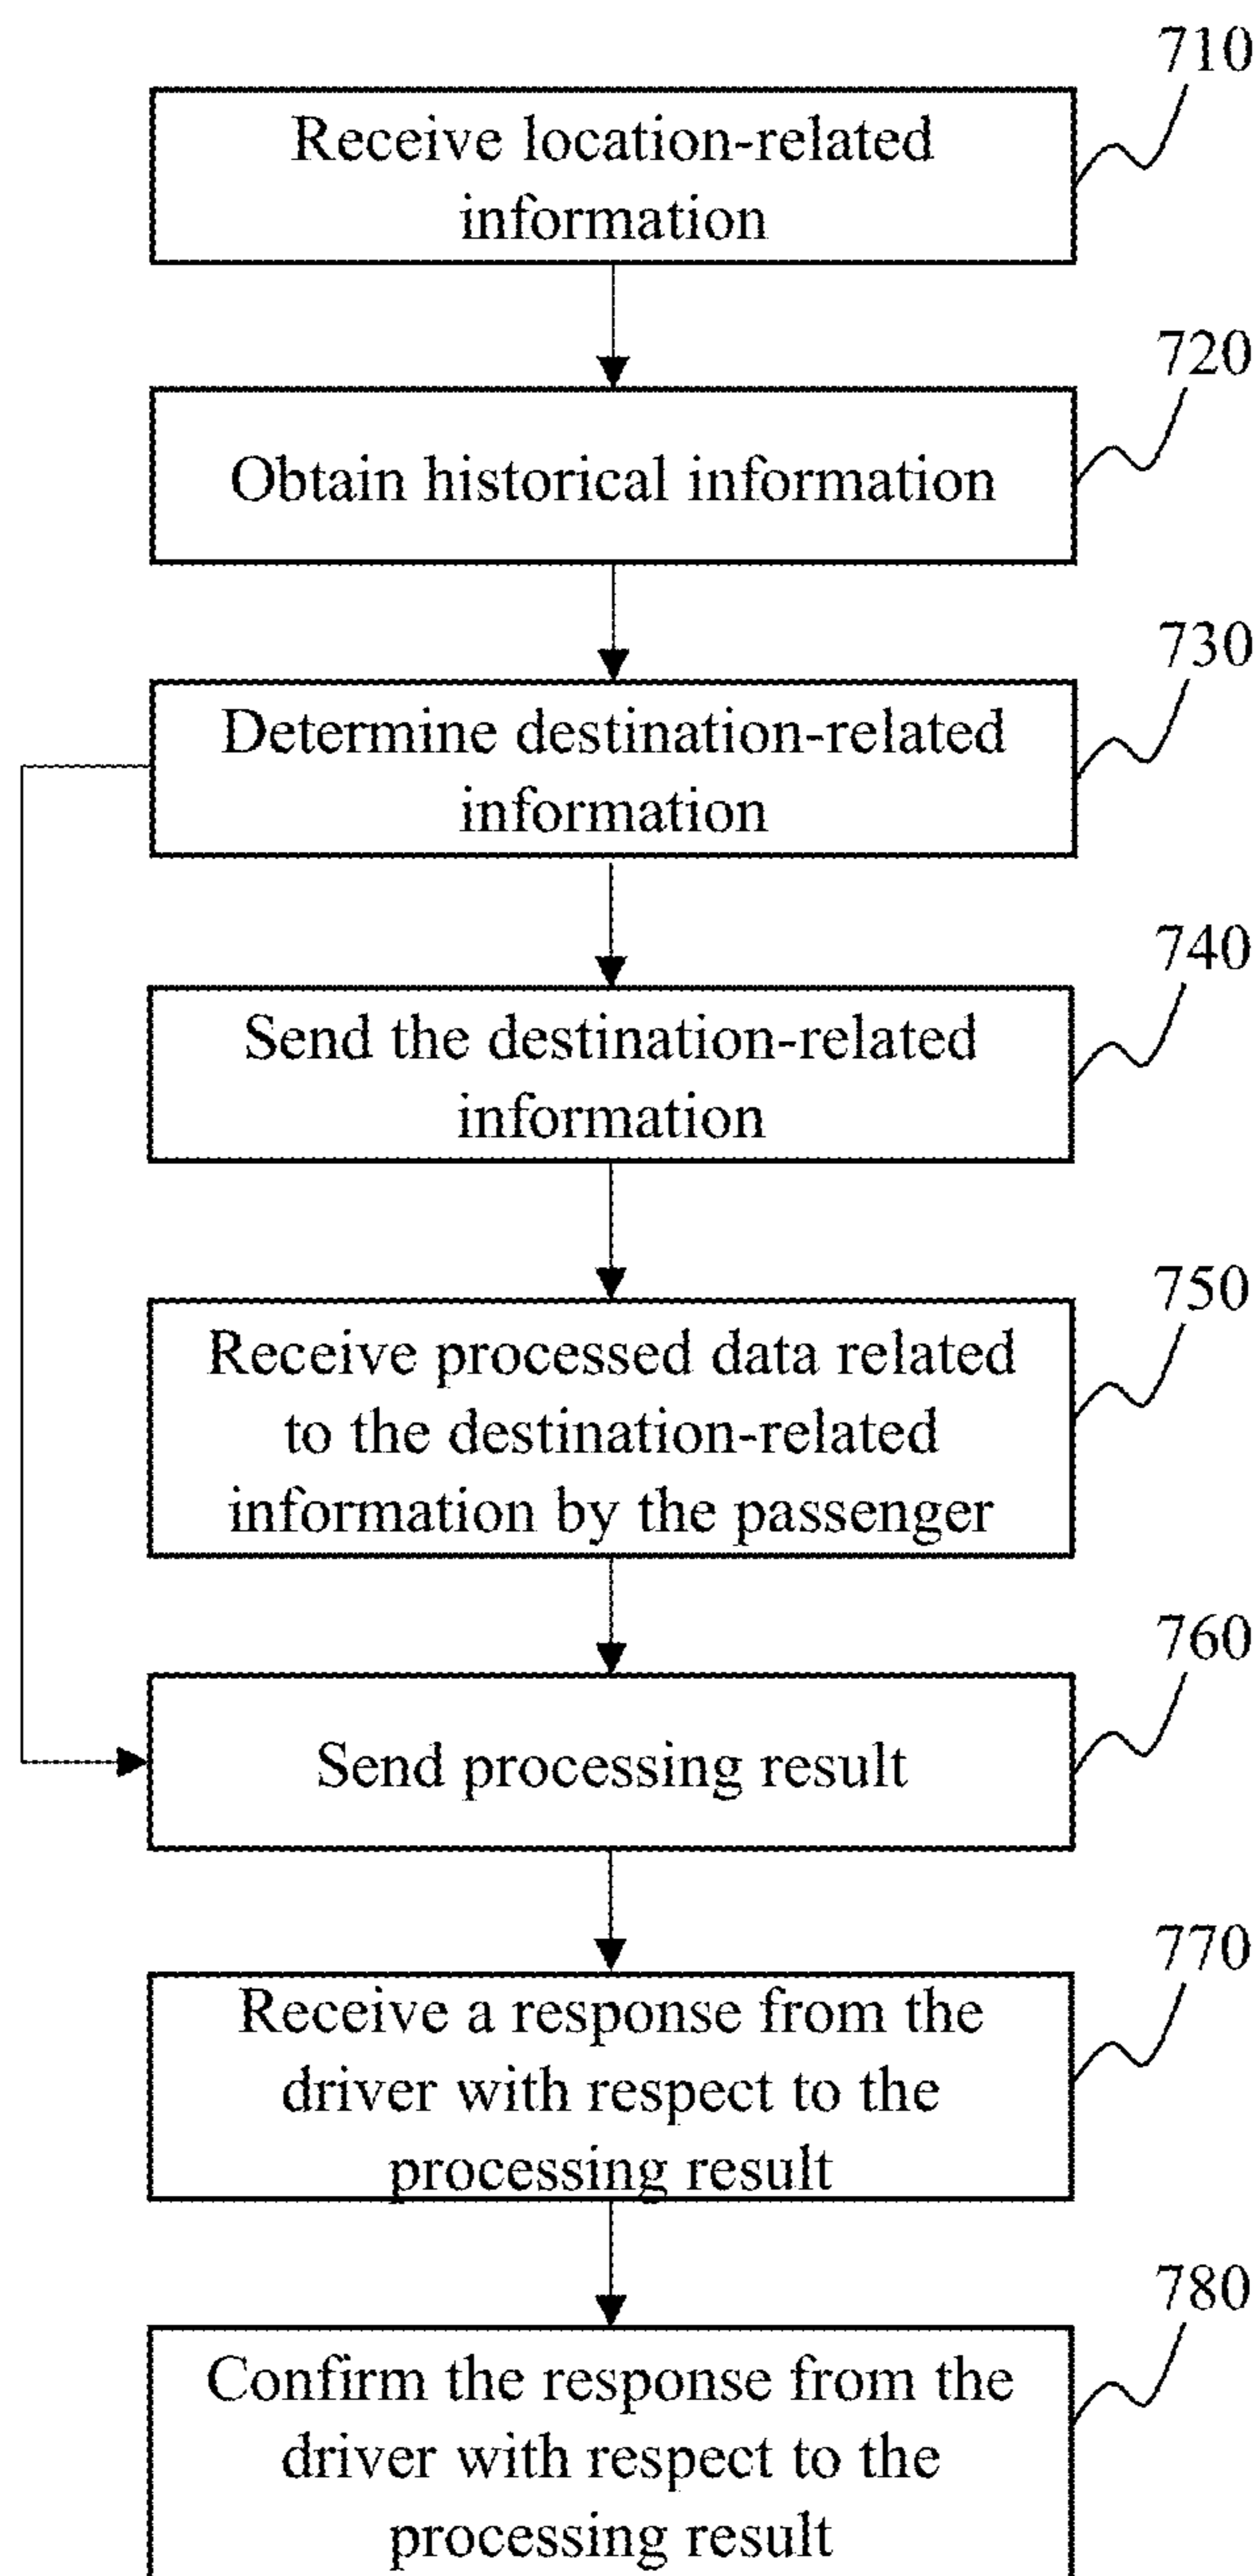 710
Receive location-related
information
720
Obtain historical information
730
Determine destination-related
information
740
Send the destination-related
information
750
Receive processed data related
to the destination-related
information by the passenger
760
Send processing result
770
Receive a response from the
driver with respect to the
processing result
780
Confirm the response from the
driver with respect to the
processing result